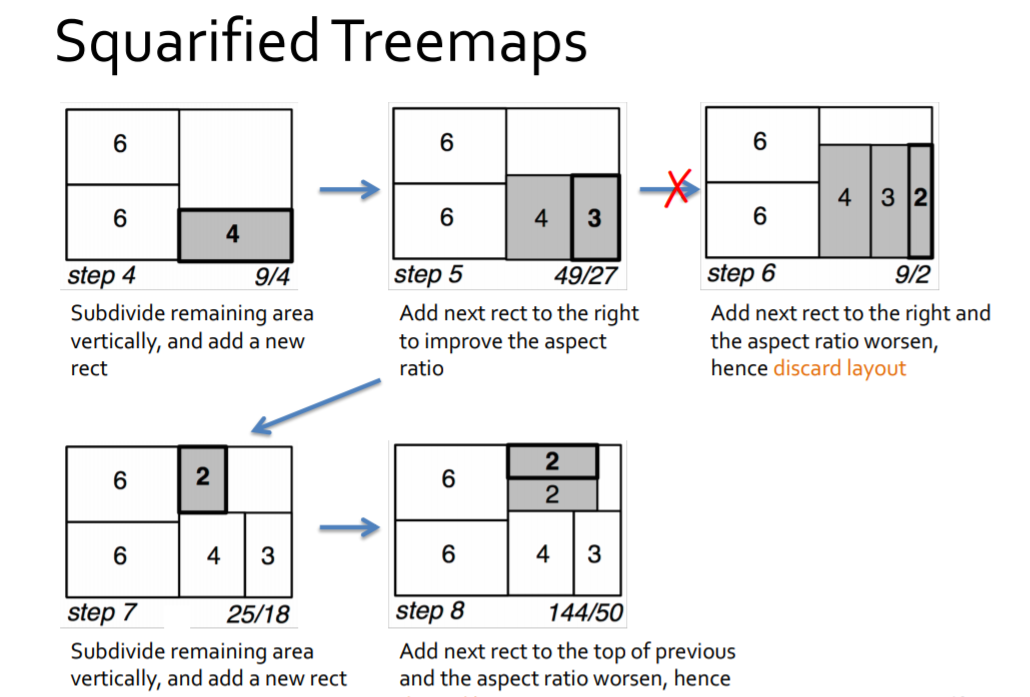 Squarified Treemaps
6
6
4
step 4 9/4
Subdivide remaining area
vertically, and add a new
rect
6
6 4 3
step 5 49/27
Add next rect to the right
to improve the aspect
ratio
6
6 4 3 2
step 6 9/2
Add next rect to the right and
the aspect ratio worsen,
hence discard layout
6 2
6 4 3
step 7 25/18
Subdivide remaining area
vertically, and add a new rect
2
6 2
6 4 3
step 8 144/50
Add next rect to the top of previous
and the aspect ratio worsen, hence